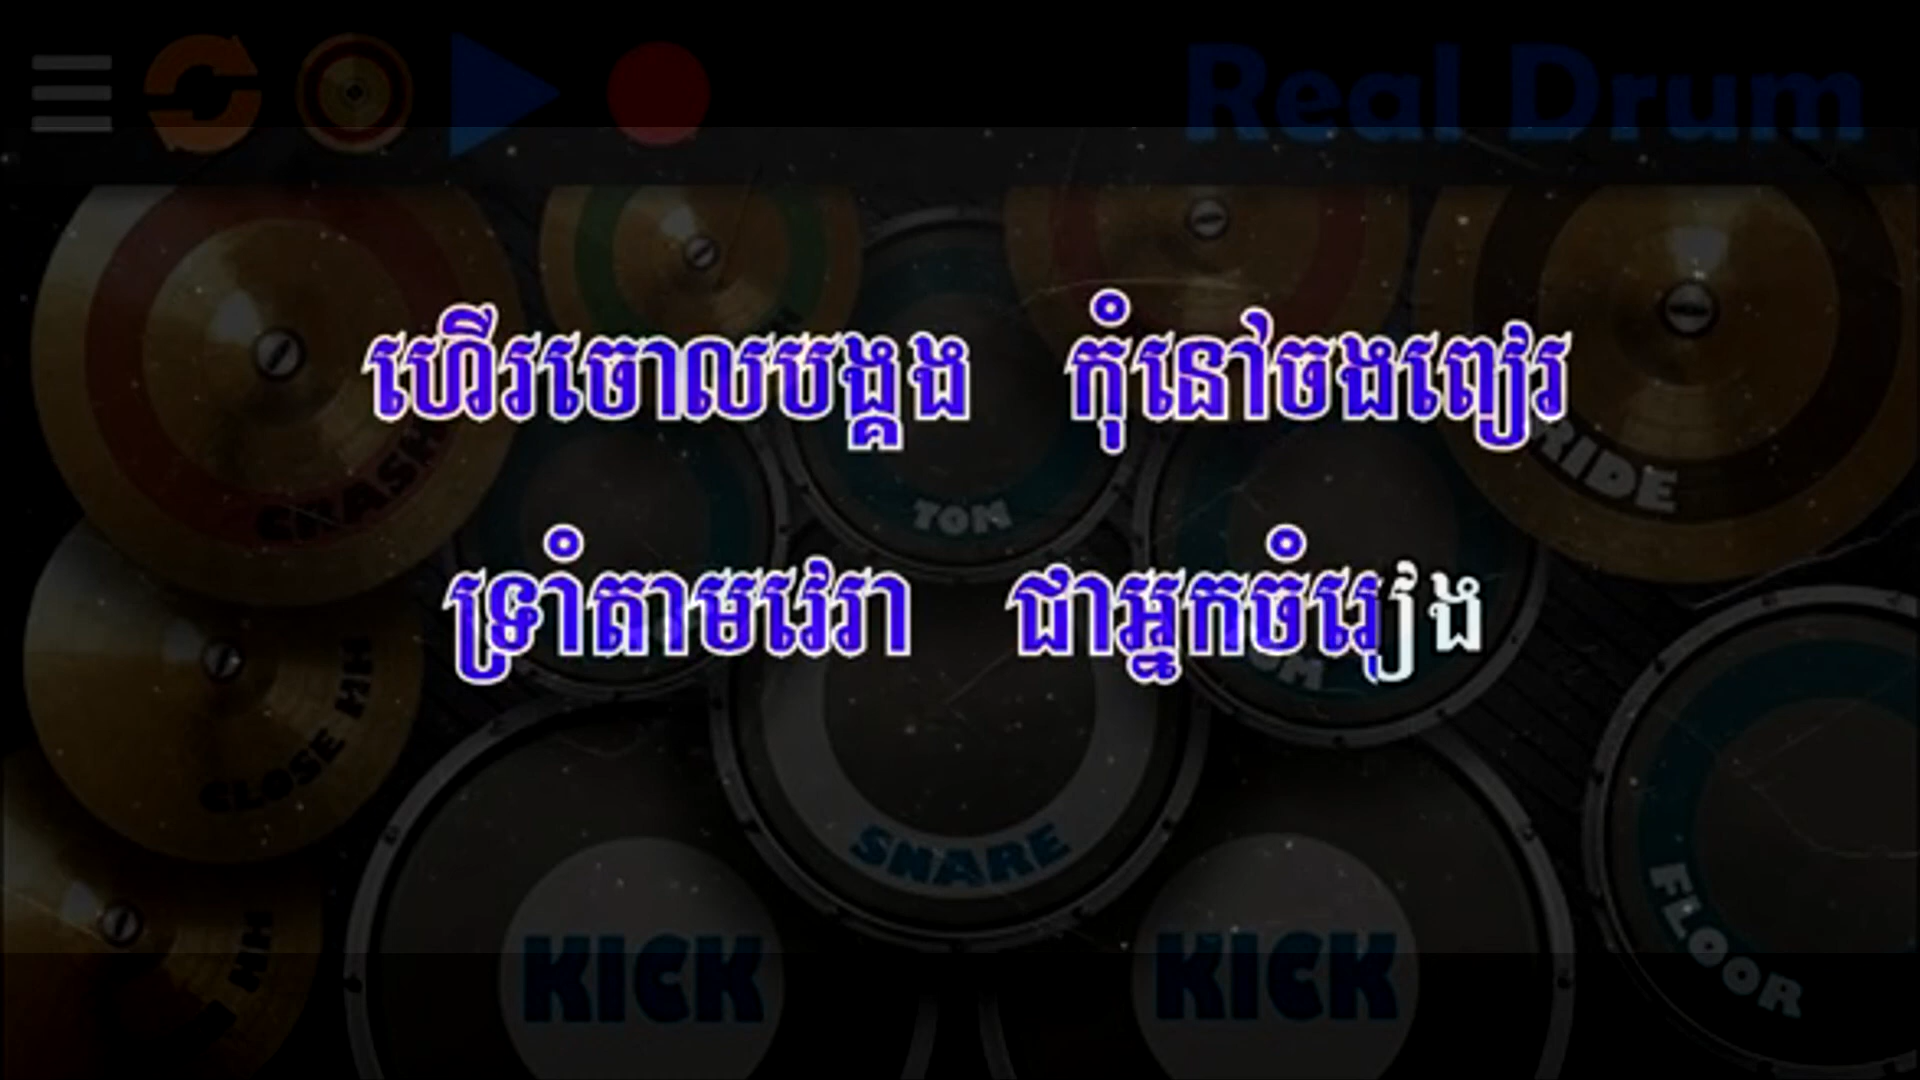 Real Drum
ហើរចោលបង្គង កុំនៅចងពៀរ
CRASH
TOM
RIDE
ទ្រាំតាមវេរា ជាអ្នកចំរៀង
CLOSE HH
SNARE
KICK
KICK
FLOOR
HH